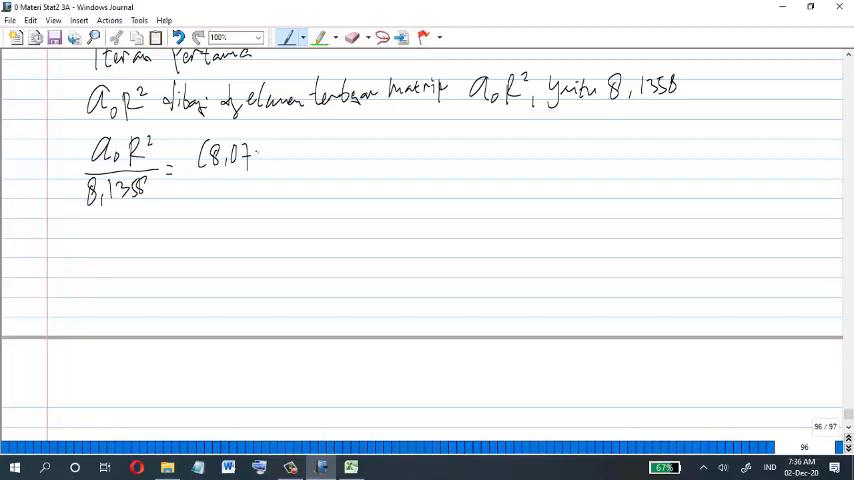 0 Materi Stat2 3A - Windows Journal
File Edit View Insert Actions Tools Help
100%
Iterasi Pertama
a₀R² dibagi dg elemen terbesar matrik a₀R², yaitu 8,1358
a₀R² / 8,1358 = (8,07
96 / 97
96
67%
IND
7:36 AM
02-Dec-20